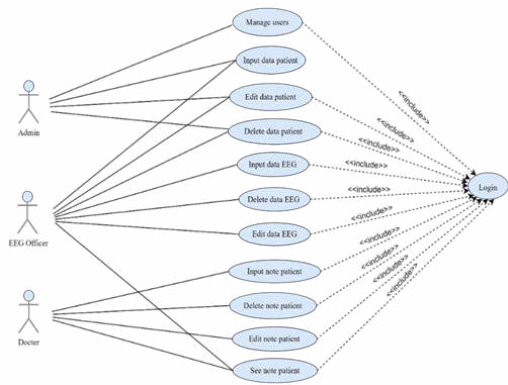 Manage users
Input data patient
Edit data patient
Delete data patient
Input data EEG
Delete data EEG
Edit data EEG
Input note patient
Delete note patient
Edit note patient
See note patient
Admin
EEG Officer
Docter
<<include>>
<<include>>
<<include>>
<<include>>
<<include>>
<<include>>
<<include>>
<<include>>
<<include>>
<<include>>
Login